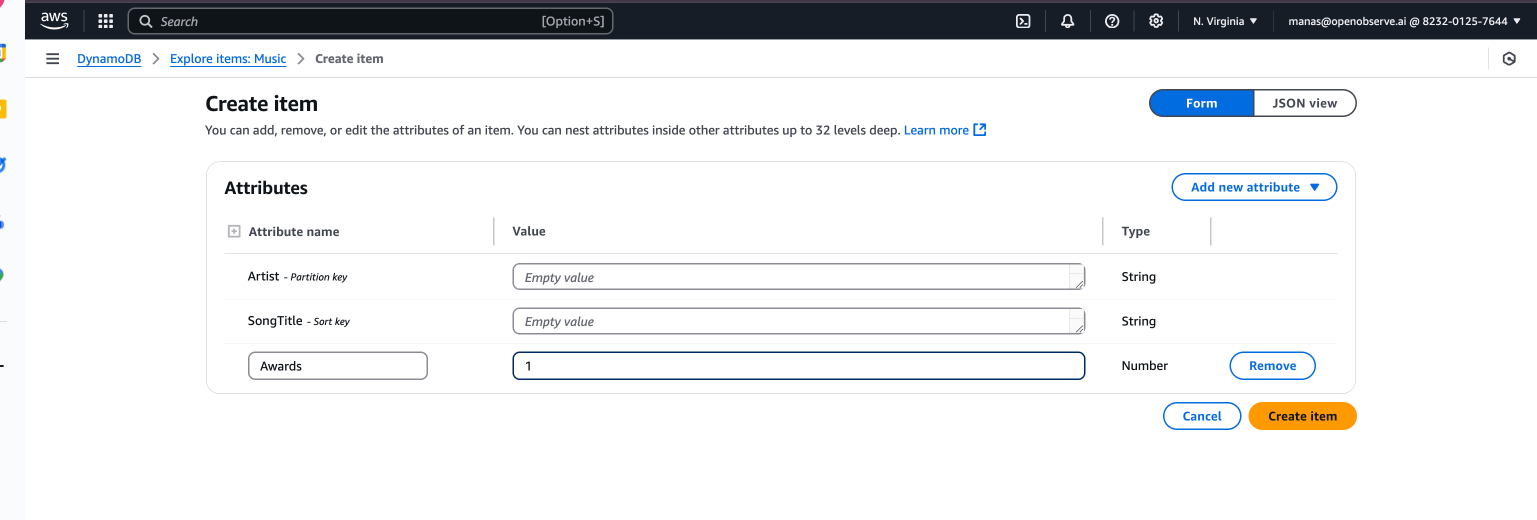 aws Search [Option+S] N. Virginia manas@openobserve.ai @ 8232-0125-7644
DynamoDB Explore items: Music Create item
Create item Form JSON view
You can add, remove, or edit the attributes of an item. You can nest attributes inside other attributes up to 32 levels deep. Learn more
Attributes Add new attribute
Attribute name Value Type
Artist - Partition key Empty value String
SongTitle - Sort key Empty value String
Awards 1 Number Remove
Cancel Create item